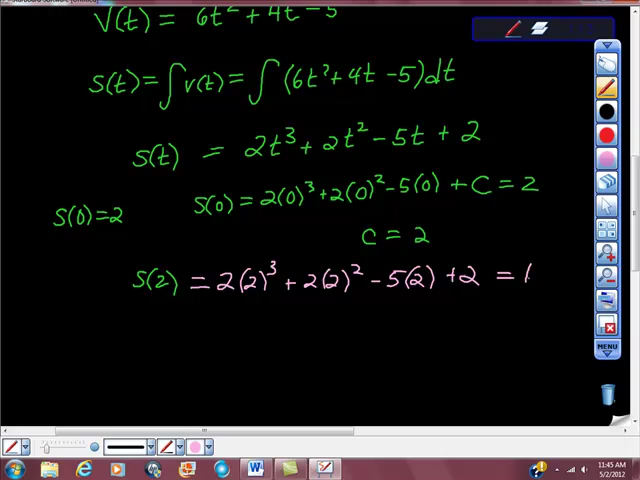 V(t) = 6t² + 4t - 5
s(t) = ∫v(t) = ∫(6t² + 4t - 5)dt
s(t) = 2t³ + 2t² - 5t + 2
s(0) = 2(0)³ + 2(0)² - 5(0) + C = 2
s(0) = 2
c = 2
s(2) = 2(2)³ + 2(2)² - 5(2) + 2 = 1
MENU
11:45 AM
5/2/2012